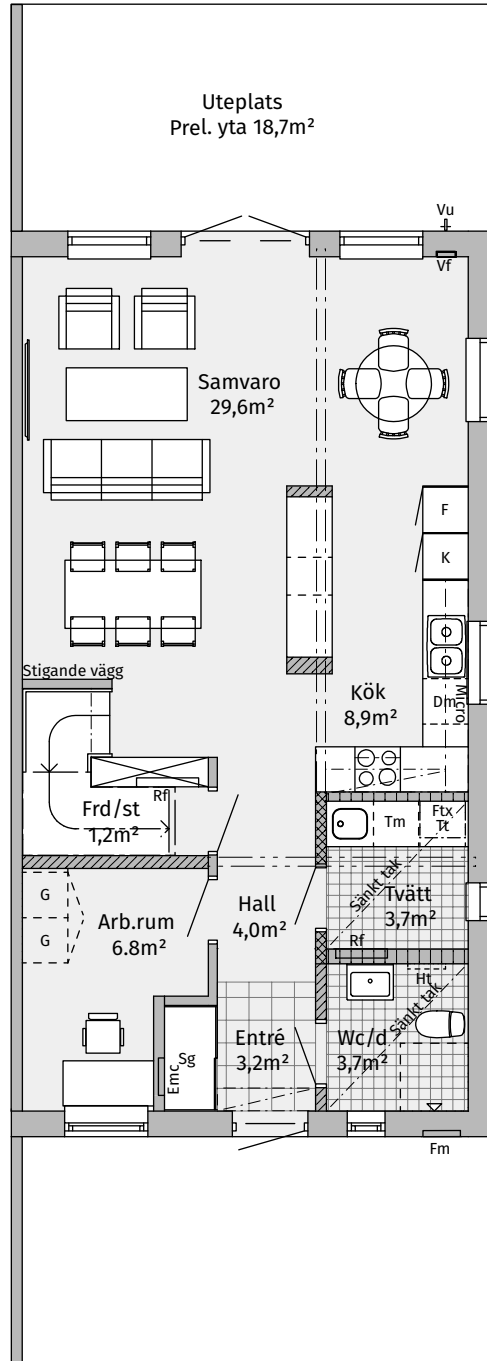 Uteplats
Prel. yta 18,7m²
Vu
Vf
Samvaro
29,6m²
F
K
Stigande vägg
Kök
8,9m²
Dm
Micro
Rf
Frd/st
1,2m²
Tm
Ftx
Tt
Sänkt tak
Tvätt
3,7m²
G
G
Arb.rum
6.8m²
Hall
4,0m²
Rf
Ht
Sänkt tak
Entré
3,2m²
Wc/d
3,7m²
Sg
Emc
Fm